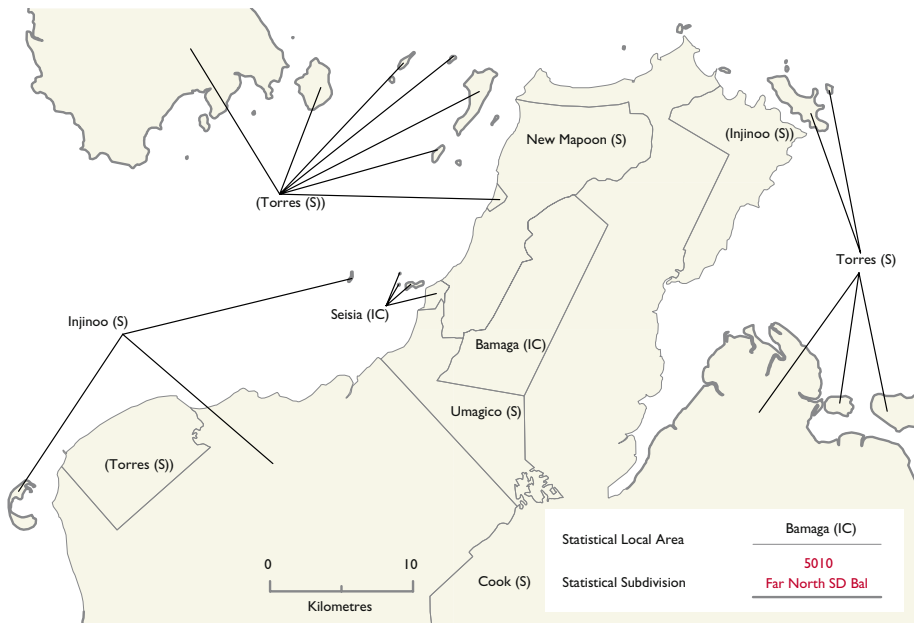 New Mapoon (S)
(Injinoo (S))
(Torres (S))
Torres (S)
Seisia (IC)
Injinoo (S)
Bamaga (IC)
Umagico (S)
(Torres (S))
Cook (S)
0 10
Kilometres
Statistical Local Area Bamaga (IC)
5010
Statistical Subdivision Far North SD Bal